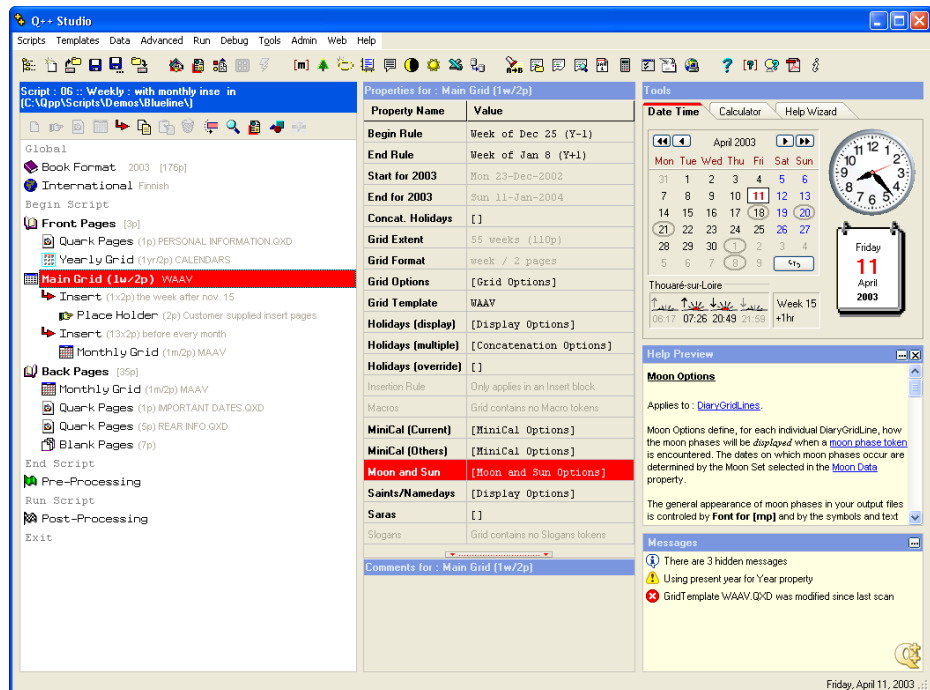 Q++ Studio
Scripts Templates Data Advanced Run Debug Tools Admin Web Help
Script : 06 :: Weekly : with monthly inse in
(C:\Qpp\Scripts\Demos\Blueline\)
Global
Book Format 2003 [176p]
International Finnish
Begin Script
Front Pages [3p]
Quark Pages (1p) PERSONAL INFORMATION.QXD
Yearly Grid (1yr/2p) CALENDARS
Main Grid (1w/2p) WAAV
Insert (1x2p) the week after nov. 15
Place Holder (2p) Customer supplied insert pages
Insert (13x2p) before every month
Monthly Grid (1m/2p) MAAV
Back Pages [35p]
Monthly Grid (1m/2p) MAAV
Quark Pages (1p) IMPORTANT DATES.QXD
Quark Pages (5p) REAR INFO.QXD
Blank Pages (7p)
End Script
Pre-Processing
Run Script
Post-Processing
Exit
Properties for : Main Grid (1w/2p)
Property Name Value
Begin Rule Week of Dec 25 (Y-1)
End Rule Week of Jan 8 (Y+1)
Start for 2003 Mon 23-Dec-2002
End for 2003 Sun 11-Jan-2004
Concat. Holidays []
Grid Extent 55 weeks (110p)
Grid Format week / 2 pages
Grid Options [Grid Options]
Grid Template WAAV
Holidays (display) [Display Options]
Holidays (multiple) [Concatenation Options]
Holidays (override) []
Insertion Rule Only applies in an Insert block
Macros Grid contains no Macro tokens
MiniCal (Current) [MiniCal Options]
MiniCal (Others) [MiniCal Options]
Moon and Sun [Moon and Sun Options]
Saints/Namedays [Display Options]
Saras []
Slogans Grid contains no Slogans tokens
Comments for : Main Grid (1w/2p)
Tools
Date Time Calculator Help Wizard
April 2003
Mon Tue Wed Thu Fri Sat Sun
31 1 2 3 4 5 6
7 8 9 10 11 12 13
14 15 16 17 18 19 20
21 22 23 24 25 26 27
28 29 30 1 2 3 4
5 6 7 8 9
Thouaré-sur-Loire
06:17 07:26 20:49 21:59
Week 15
+1hr
11 12 1
10 2
9 3
8 4
7 6 5
Friday
11
April
2003
Help Preview
Moon Options
Applies to : DiaryGridLines.
Moon Options define, for each individual DiaryGridLine, how
the moon phases will be displayed when a moon phase token
is encountered. The dates on which moon phases occur are
determined by the Moon Set selected in the Moon Data
property.
The general appearance of moon phases in your output files
is controled by Font for [mp] and by the symbols and text
Messages
There are 3 hidden messages
Using present year for Year property
GridTemplate WAAV.QXD was modified since last scan
Friday, April 11, 2003